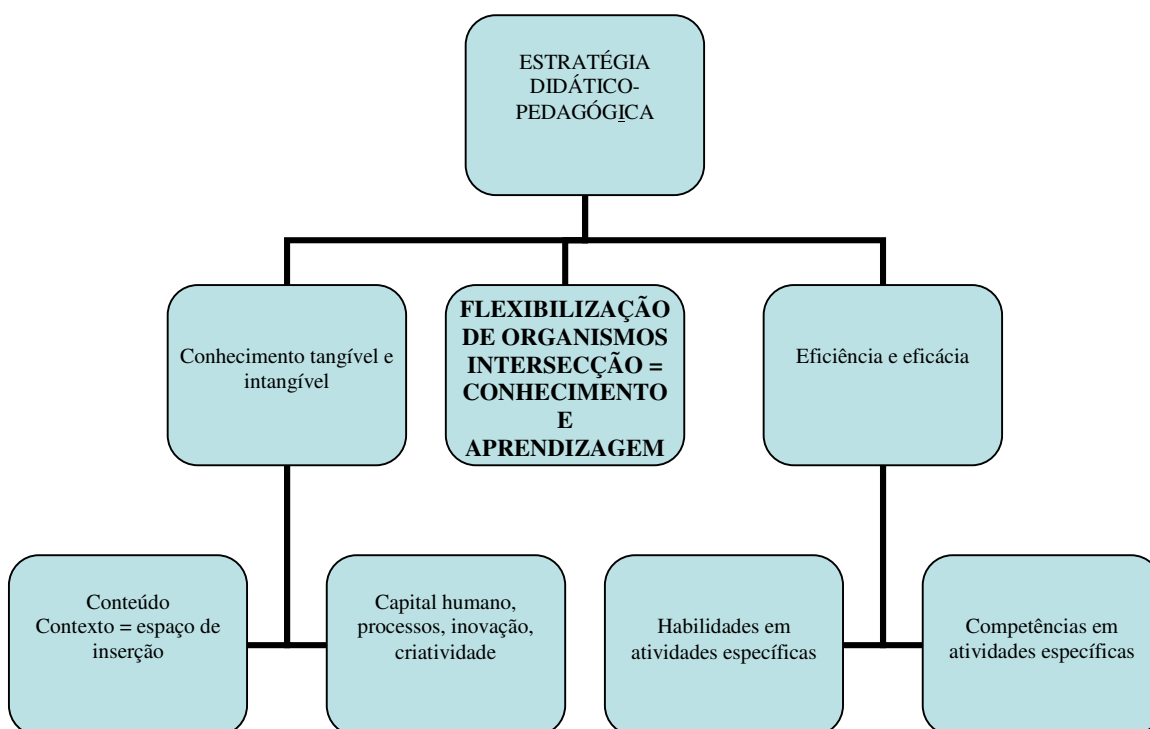 ESTRATÉGIA
DIDÁTICO-
PEDAGÓGICA
Conhecimento tangível e
intangível
FLEXIBILIZAÇÃO
DE ORGANISMOS
INTERSECÇÃO =
CONHECIMENTO
E
APRENDIZAGEM
Eficiência e eficácia
Conteúdo
Contexto = espaço de
inserção
Capital humano,
processos, inovação,
criatividade
Habilidades em
atividades específicas
Competências em
atividades específicas